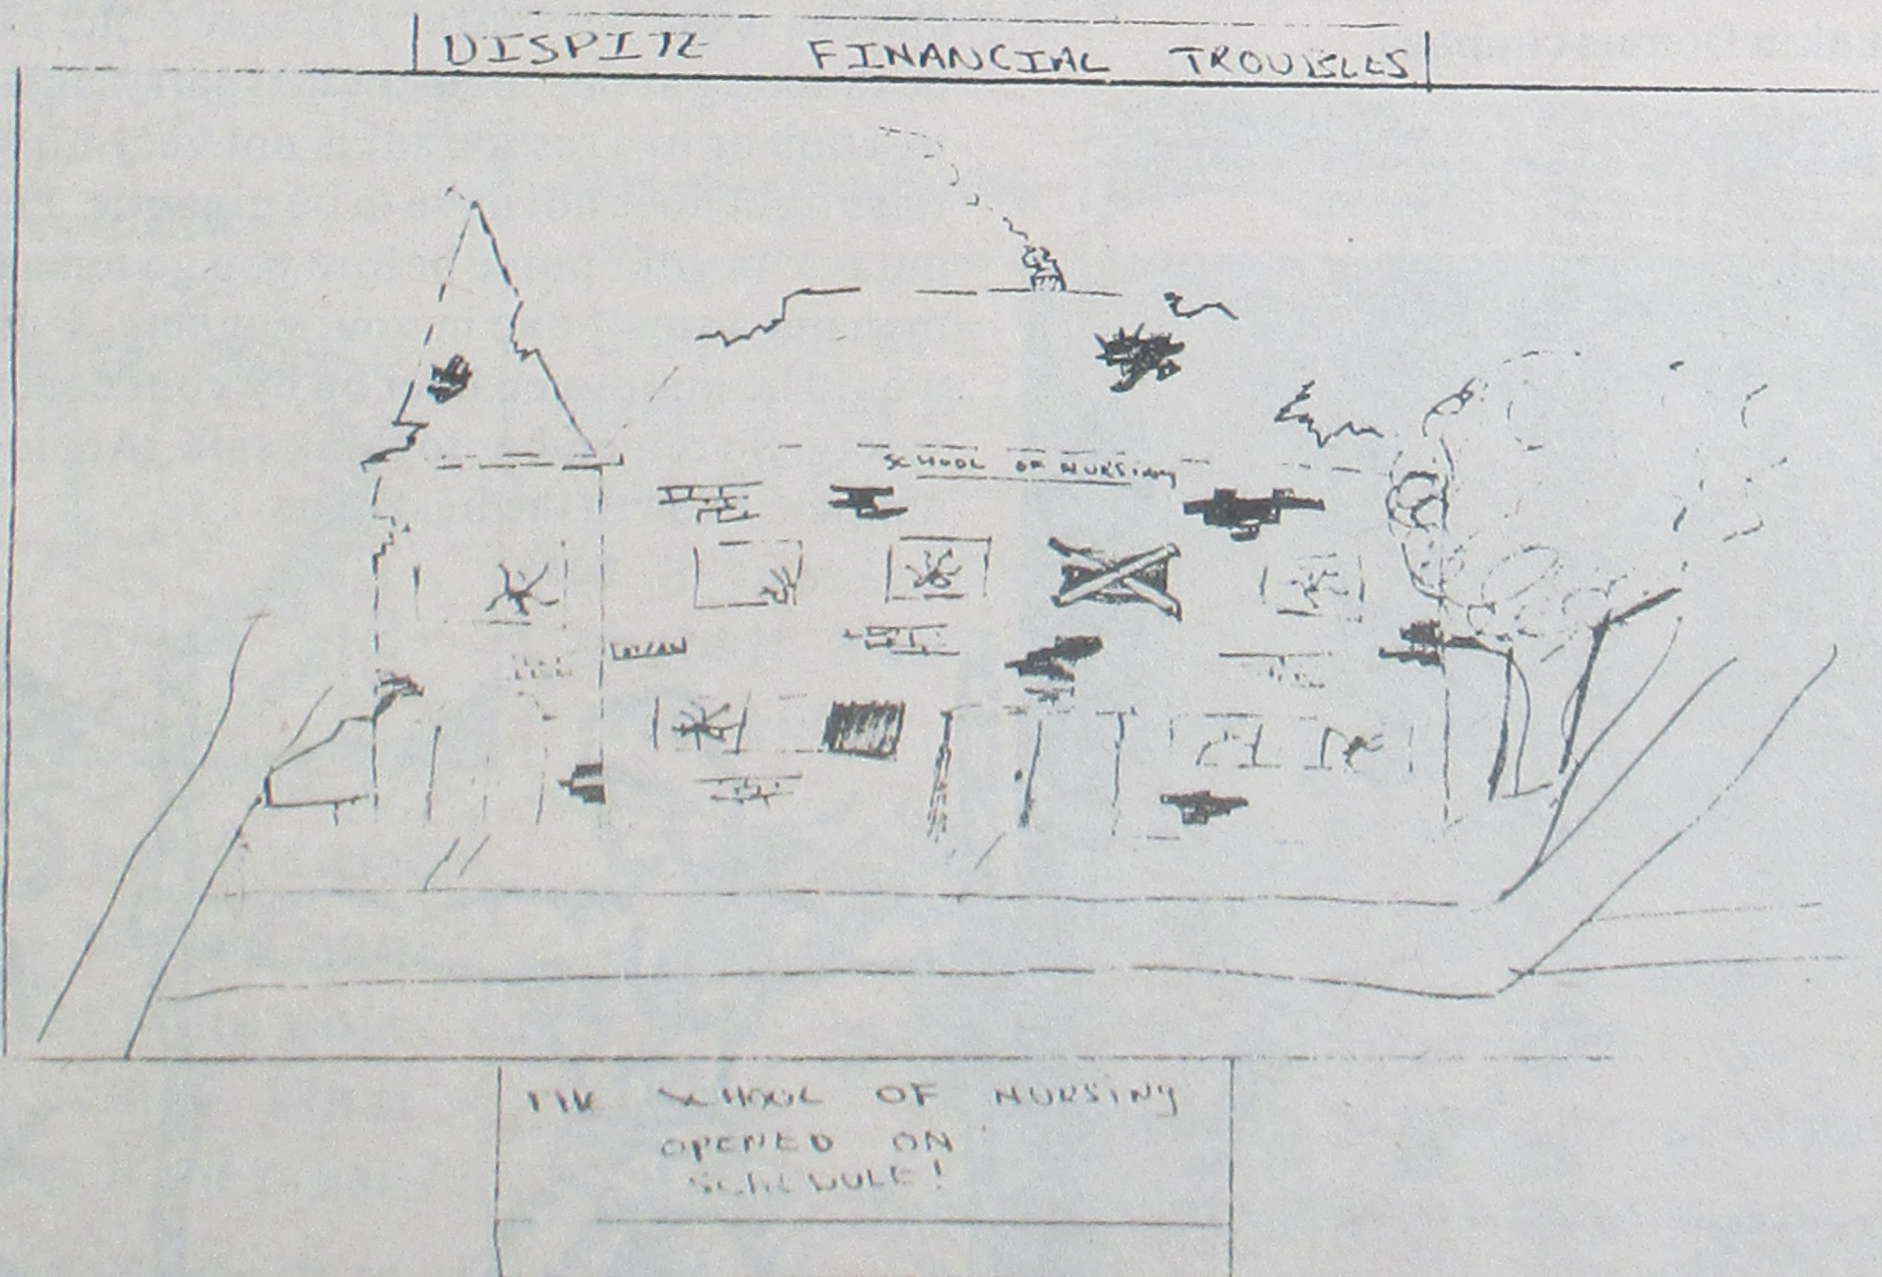 DISPITE FINANCIAL TROUBLES
SCHOOL OF NURSING
THE SCHOOL OF NURSING
OPENED ON
SCHEDULE!